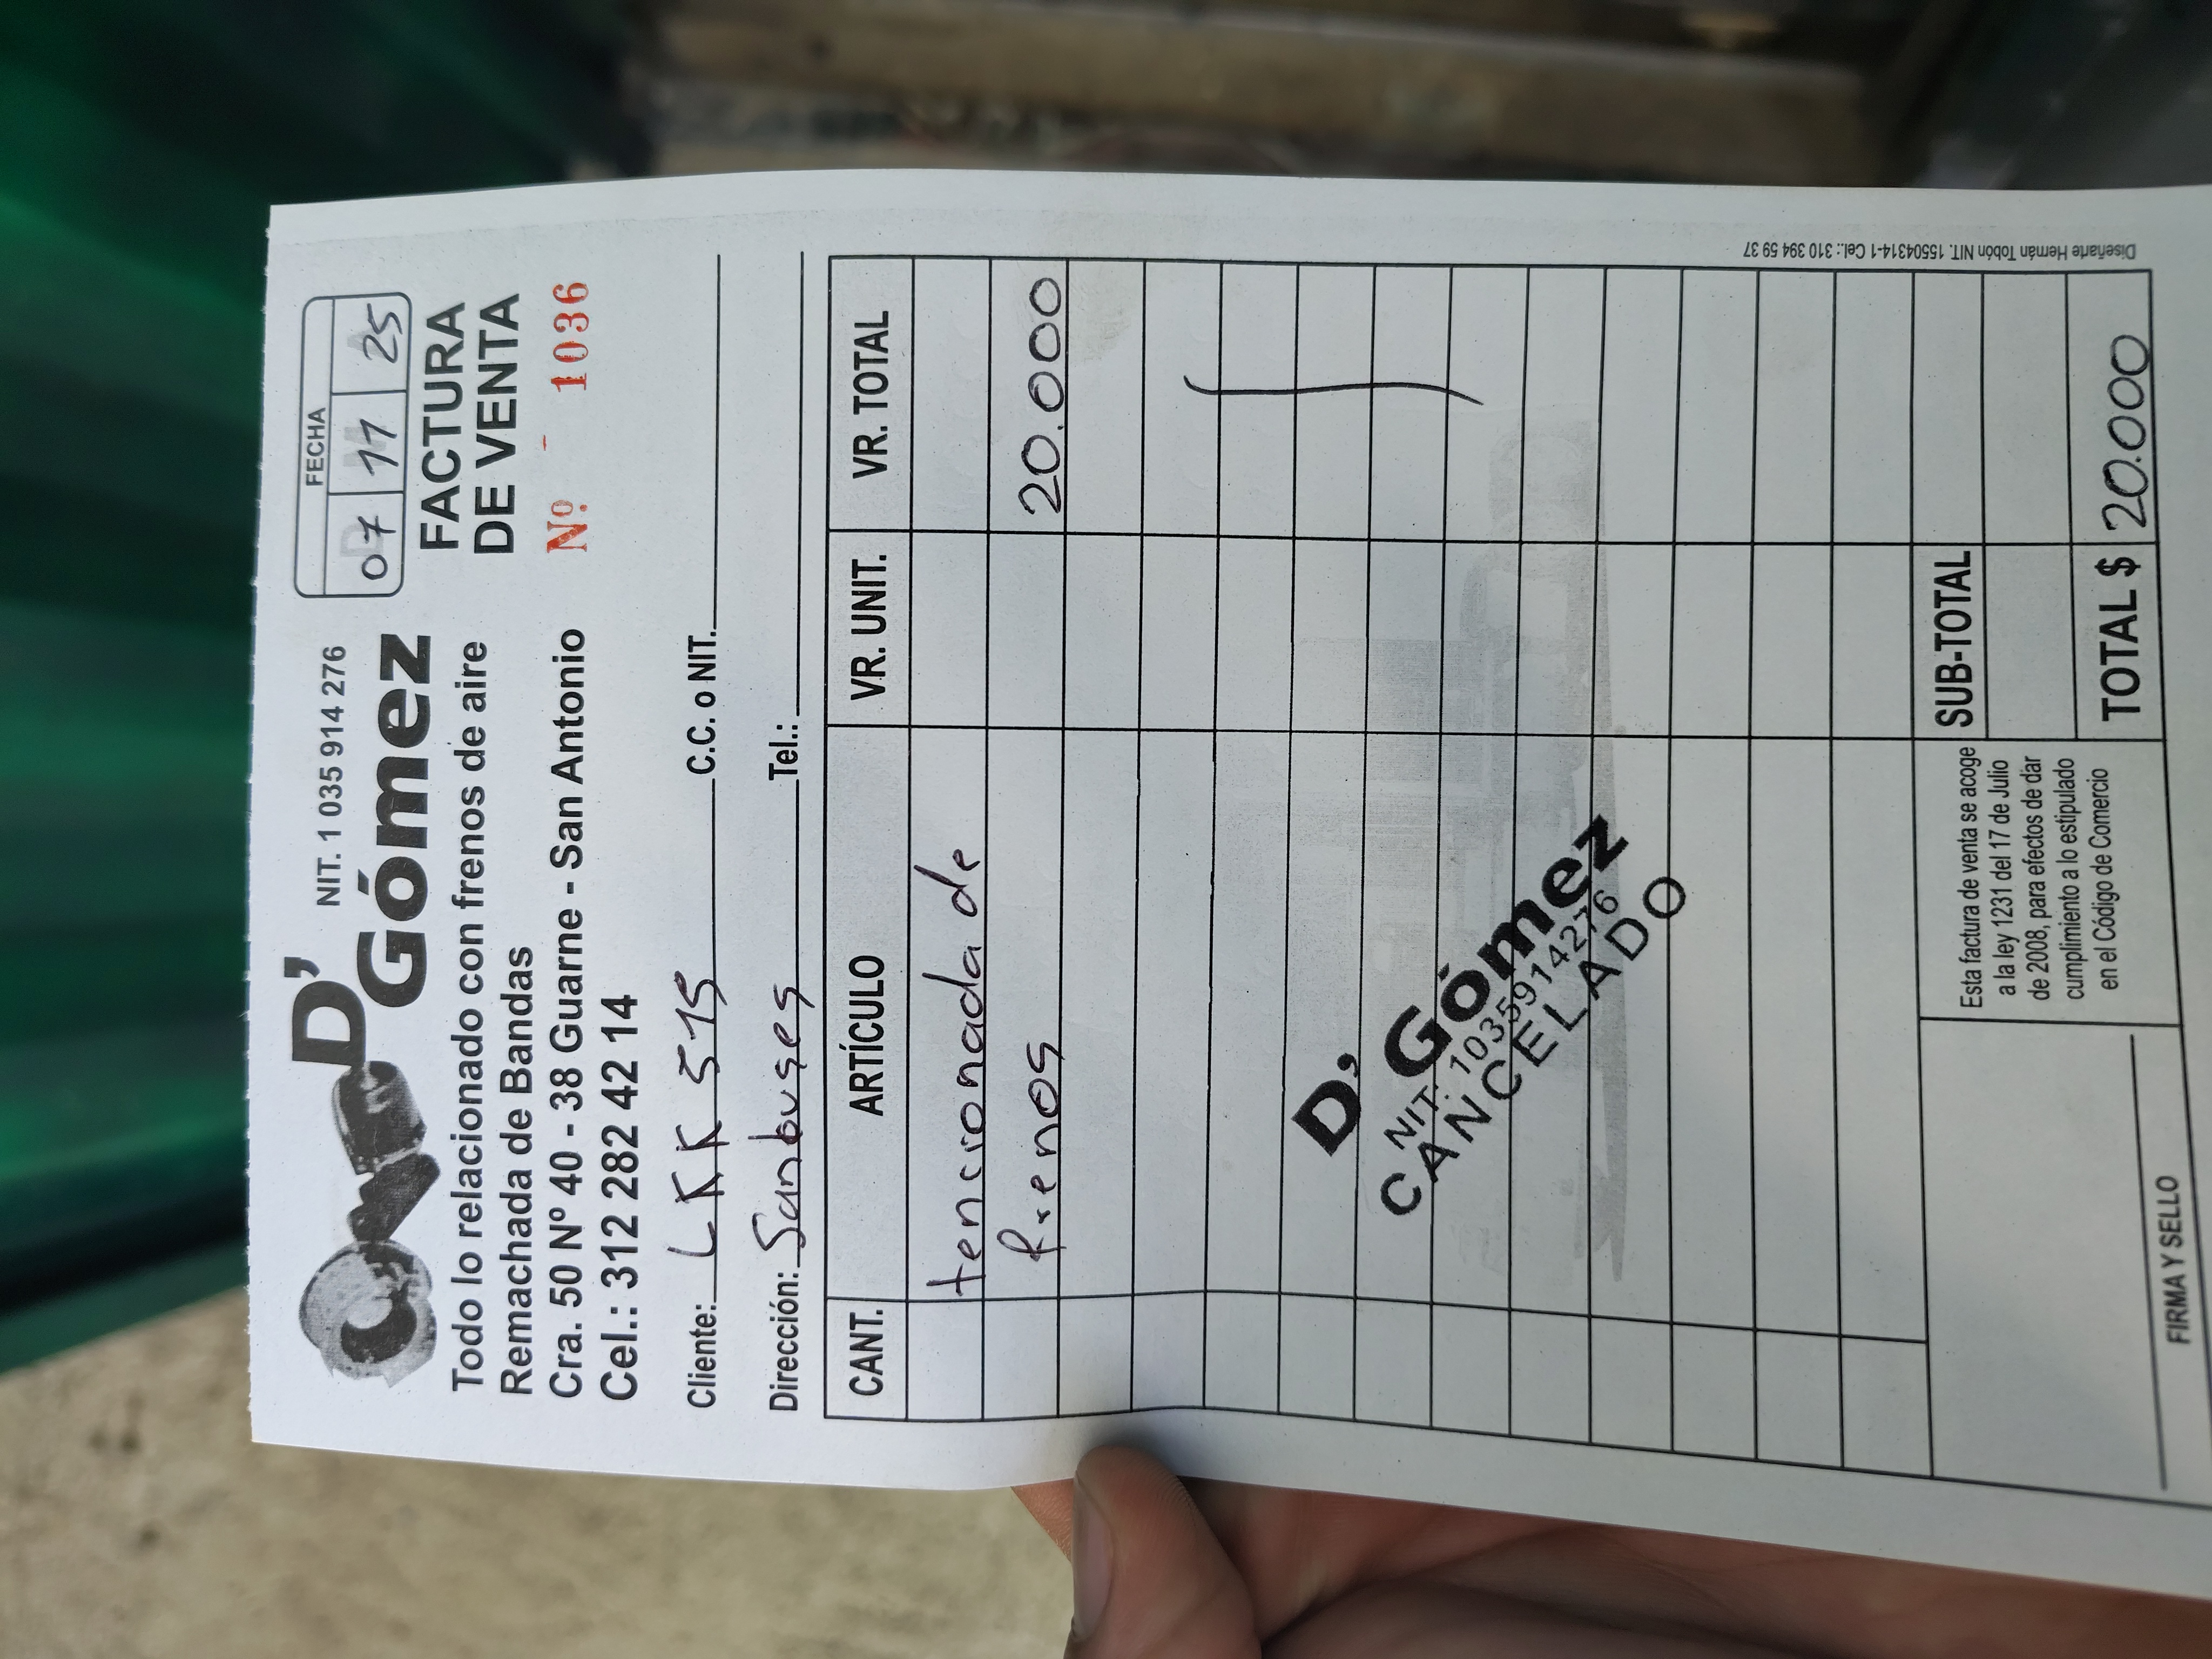 D'
NIT. 1 035 914 276
Gómez
FECHA
07 11 25
Todo lo relacionado con frenos de aire
Remachada de Bandas
Cra. 50 Nº 40 - 38 Guarne - San Antonio
Cel.: 312 282 42 14
FACTURA
DE VENTA
Nº - 1036
Cliente: LKK 515 C.C. o NIT.
Dirección: Sanbuses Tel.:
CANT. ARTÍCULO VR. UNIT. VR. TOTAL
tencionada de
frenos 20.000
D,
Gómez
NIT. 1035914276
CANCELADO
Esta factura de venta se acoge
a la ley 1231 del 17 de Julio
de 2008, para efectos de dar
cumplimiento a lo estipulado
en el Código de Comercio
SUB-TOTAL
TOTAL $ 20.000
FIRMA Y SELLO
Diseñarte Hernán Tobón NIT. 15504314-1 Cel.: 310 394 59 37